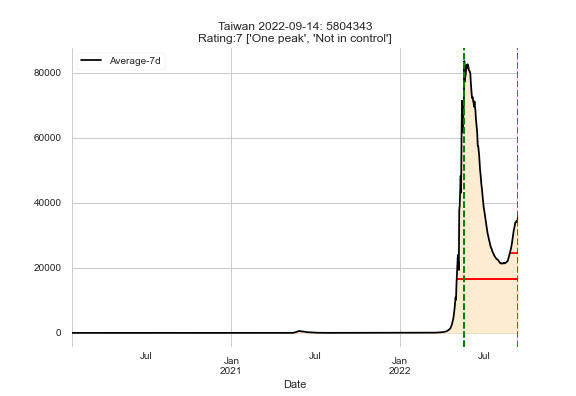 Taiwan 2022-09-14: 5804343
Rating:7 ['One peak', 'Not in control']
Average-7d
80000
60000
40000
20000
0
Jul
Jan
2021
Jul
Jan
2022
Jul
Date